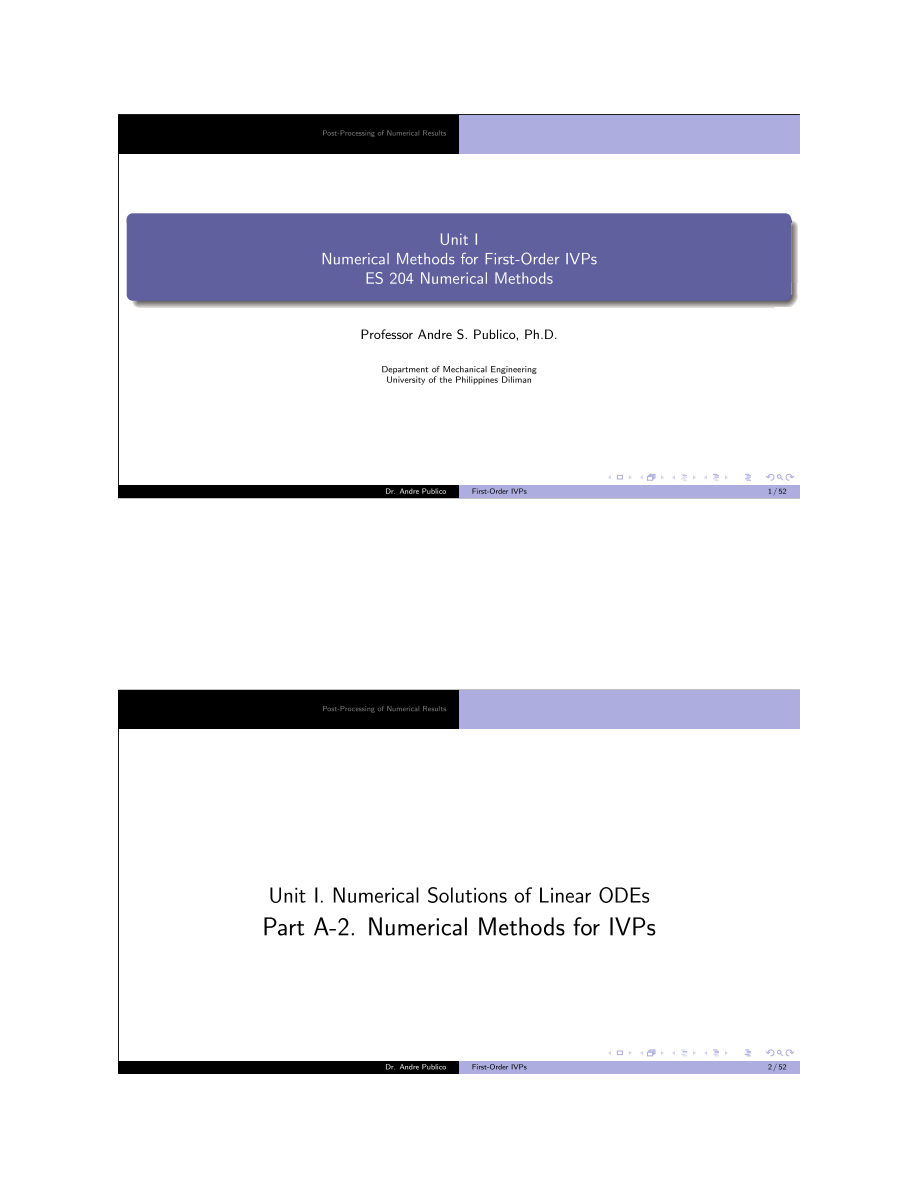 Post-Processing of Numerical Results
Unit I
Numerical Methods for First-Order IVPs
ES 204 Numerical Methods
Professor Andre S. Publico, Ph.D.
Department of Mechanical Engineering
University of the Philippines Diliman
Dr. Andre Publico First-Order IVPs 1 / 52
Post-Processing of Numerical Results
Unit I. Numerical Solutions of Linear ODEs
Part A-2. Numerical Methods for IVPs
Dr. Andre Publico First-Order IVPs 2 / 52